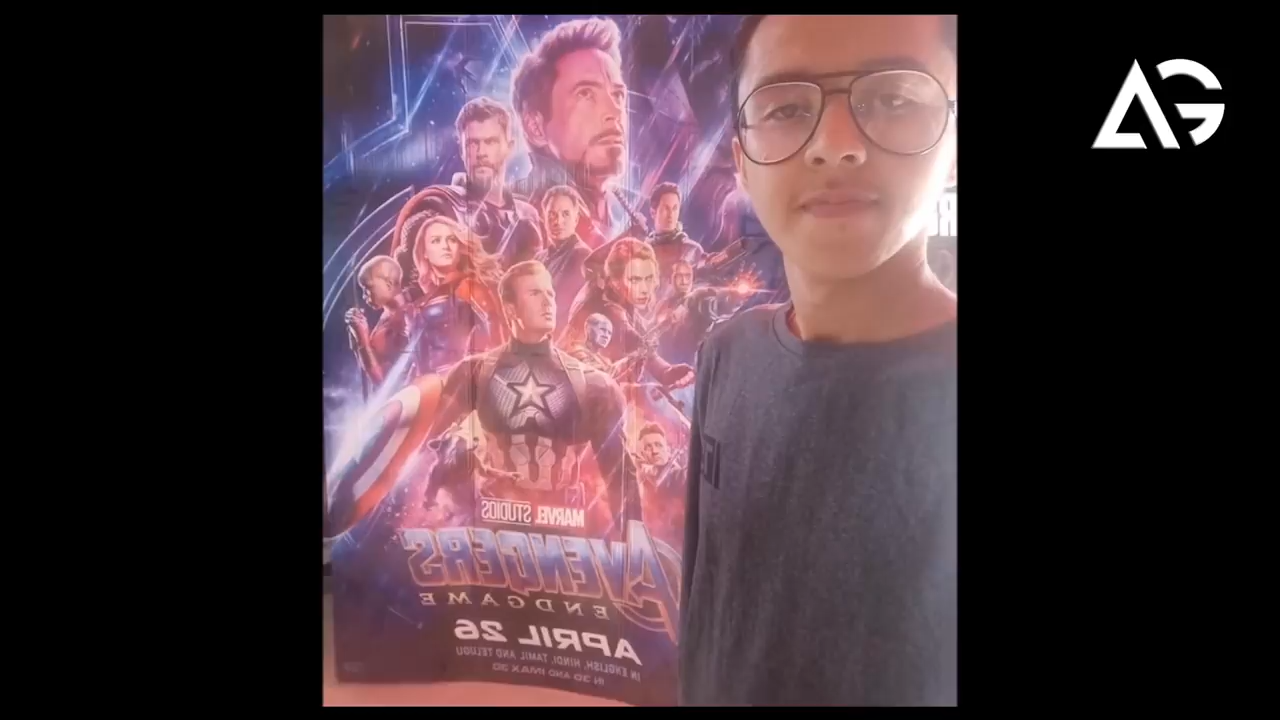 AG
MARVEL STUDIOS
AVENGERS
ENDGAME
APRIL 26
IN ENGLISH, HINDI, TAMIL AND TELUGU
IN 3D AND IMAX 3D